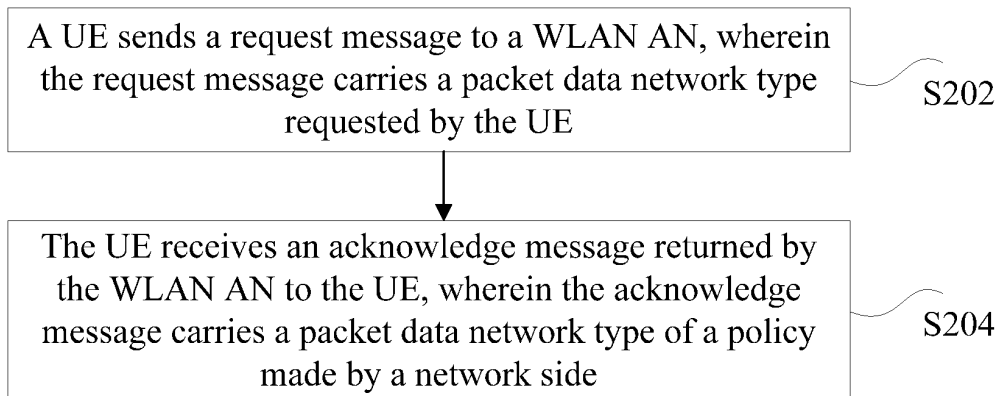 A UE sends a request message to a WLAN AN, wherein
the request message carries a packet data network type
requested by the UE
S202
The UE receives an acknowledge message returned by
the WLAN AN to the UE, wherein the acknowledge
message carries a packet data network type of a policy
made by a network side
S204